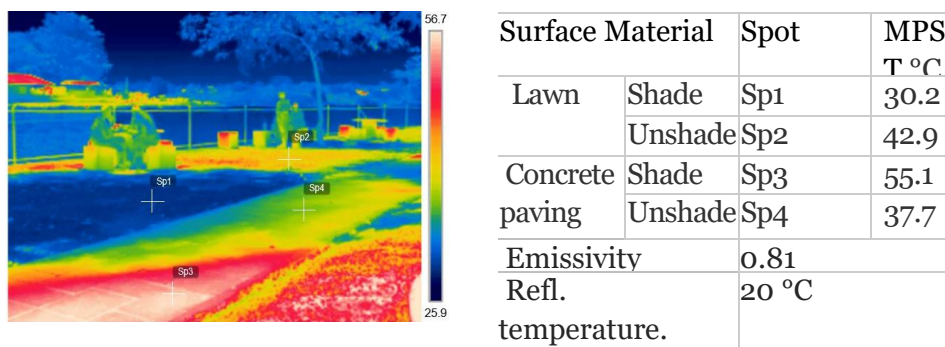 56.7
Sp2
Sp1
Sp4
Sp3
25.9
Surface Material Spot MPS
T °C
Lawn Shade Sp1 30.2
Unshade Sp2 42.9
Concrete Shade Sp3 55.1
paving Unshade Sp4 37.7
Emissivity 0.81
Refl. 20 °C
temperature.